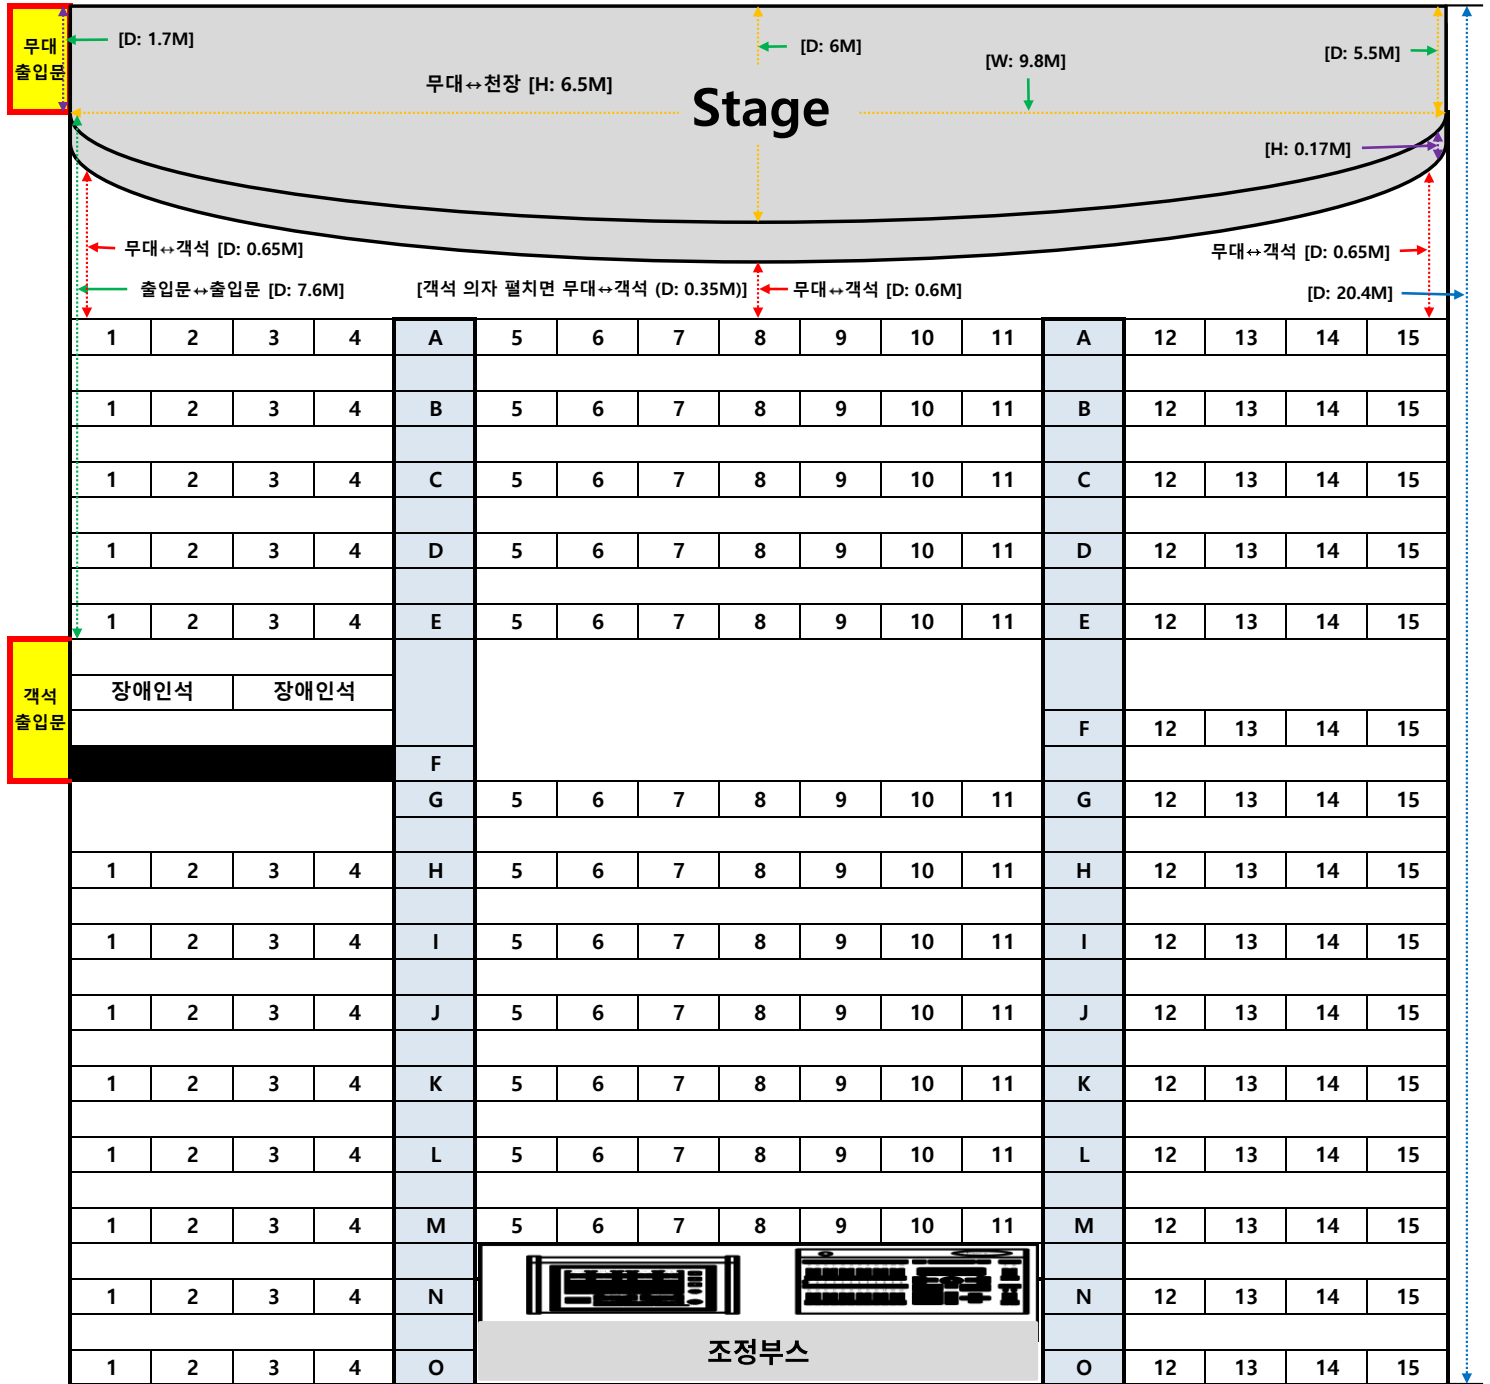 무대
출입문
[D: 1.7M]
[D: 6M]
[W: 9.8M]
[D: 5.5M]
무대↔천장 [H: 6.5M]
Stage
[H: 0.17M]
무대↔객석 [D: 0.65M]
무대↔객석 [D: 0.65M]
출입문↔출입문 [D: 7.6M]
[객석 의자 펼치면 무대↔객석 (D: 0.35M)]
무대↔객석 [D: 0.6M]
[D: 20.4M]
1 2 3 4 A 5 6 7 8 9 10 11 A 12 13 14 15
1 2 3 4 B 5 6 7 8 9 10 11 B 12 13 14 15
1 2 3 4 C 5 6 7 8 9 10 11 C 12 13 14 15
1 2 3 4 D 5 6 7 8 9 10 11 D 12 13 14 15
1 2 3 4 E 5 6 7 8 9 10 11 E 12 13 14 15
객석
출입문
장애인석 장애인석
F 12 13 14 15
F
G 5 6 7 8 9 10 11 G 12 13 14 15
1 2 3 4 H 5 6 7 8 9 10 11 H 12 13 14 15
1 2 3 4 I 5 6 7 8 9 10 11 I 12 13 14 15
1 2 3 4 J 5 6 7 8 9 10 11 J 12 13 14 15
1 2 3 4 K 5 6 7 8 9 10 11 K 12 13 14 15
1 2 3 4 L 5 6 7 8 9 10 11 L 12 13 14 15
1 2 3 4 M 5 6 7 8 9 10 11 M 12 13 14 15
1 2 3 4 N N 12 13 14 15
조정부스
1 2 3 4 O O 12 13 14 15